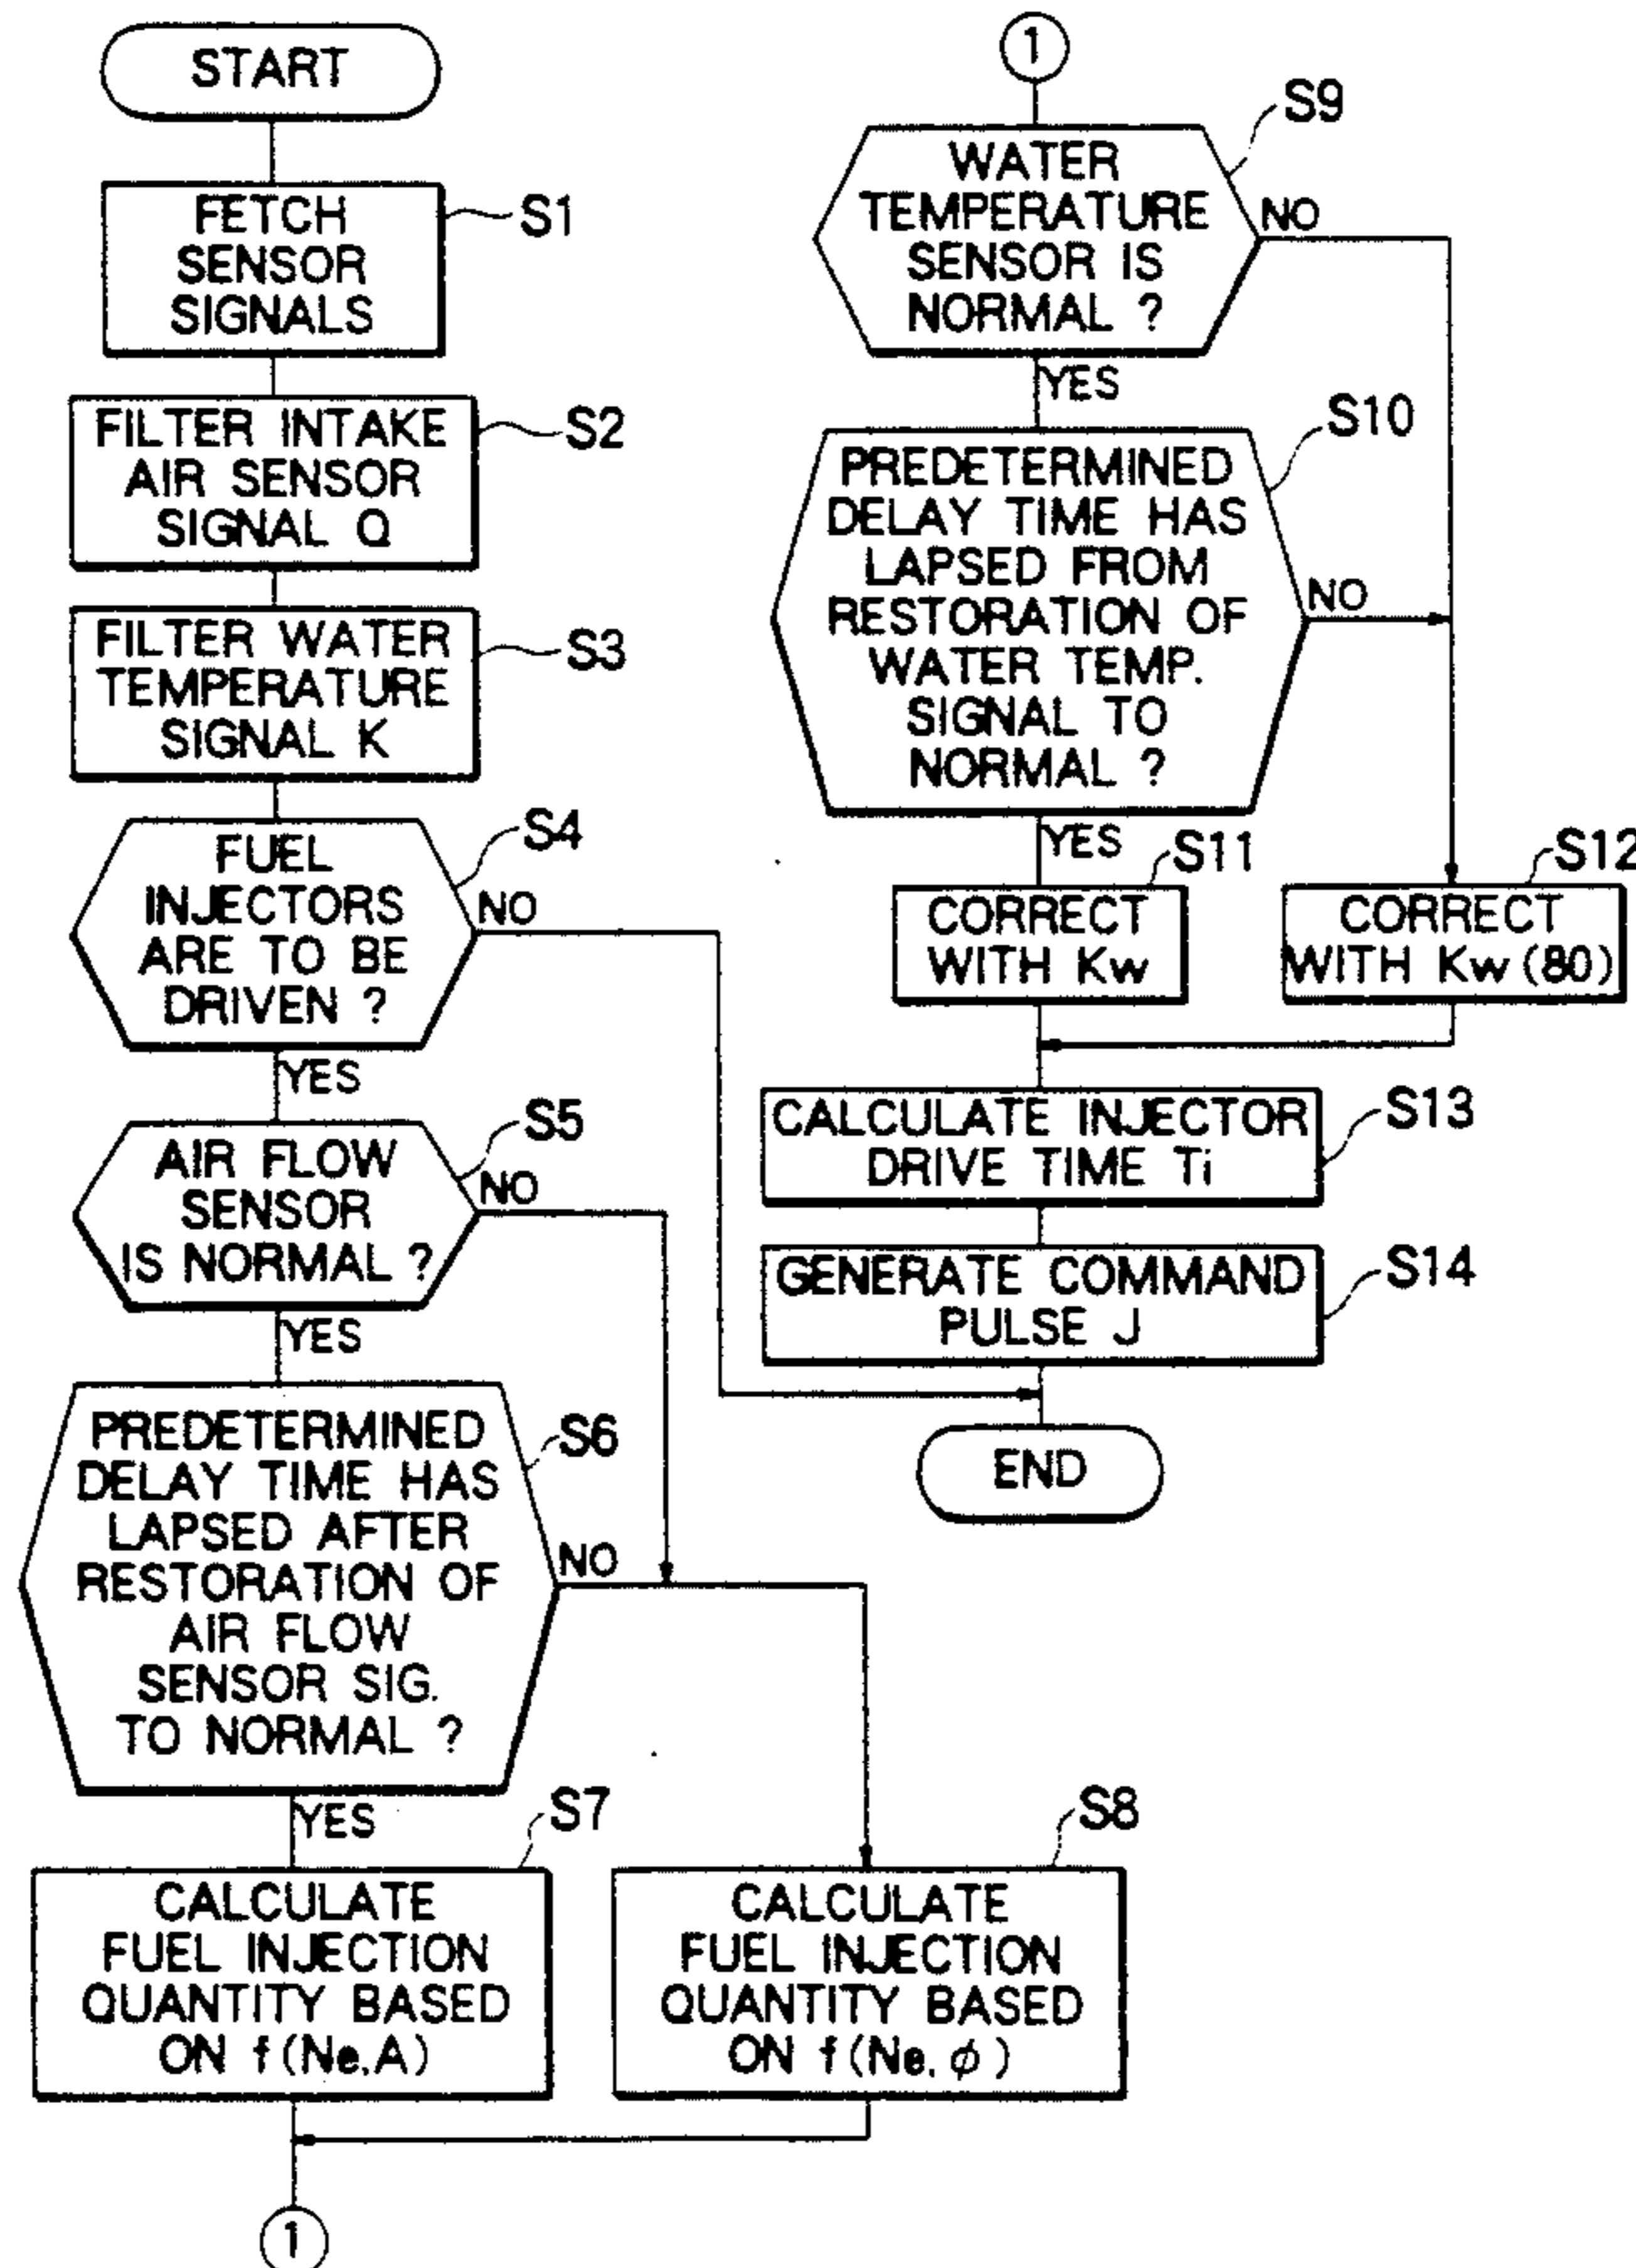 START
FETCH
SENSOR
SIGNALS
S1
FILTER INTAKE
AIR SENSOR
SIGNAL Q
S2
FILTER WATER
TEMPERATURE
SIGNAL K
S3
FUEL
INJECTORS
ARE TO BE
DRIVEN ?
S4
NO
YES
AIR FLOW
SENSOR
IS NORMAL ?
S5
NO
YES
PREDETERMINED
DELAY TIME HAS
LAPSED AFTER
RESTORATION OF
AIR FLOW
SENSOR SIG.
TO NORMAL ?
S6
NO
YES
S7
CALCULATE
FUEL INJECTION
QUANTITY BASED
ON f(Ne,A)
S8
CALCULATE
FUEL INJECTION
QUANTITY BASED
ON f(Ne,φ)
1
1
WATER
TEMPERATURE
SENSOR IS
NORMAL ?
S9
NO
YES
PREDETERMINED
DELAY TIME HAS
LAPSED FROM
RESTORATION OF
WATER TEMP.
SIGNAL TO
NORMAL ?
S10
NO
YES
S11
CORRECT
WITH Kw
S12
CORRECT
WITH Kw(80)
CALCULATE INJECTOR
DRIVE TIME Ti
S13
GENERATE COMMAND
PULSE J
S14
END